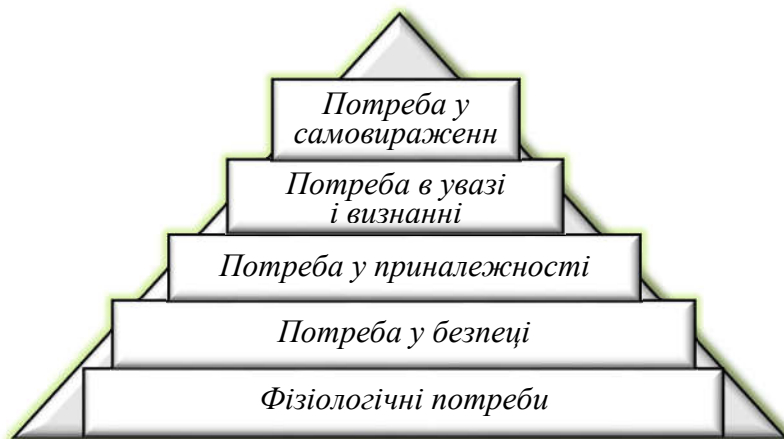 Потреба у
самовираженн
Потреба в увазі
і визнанні
Потреба у приналежності
Потреба у безпеці
Фізіологічні потреби